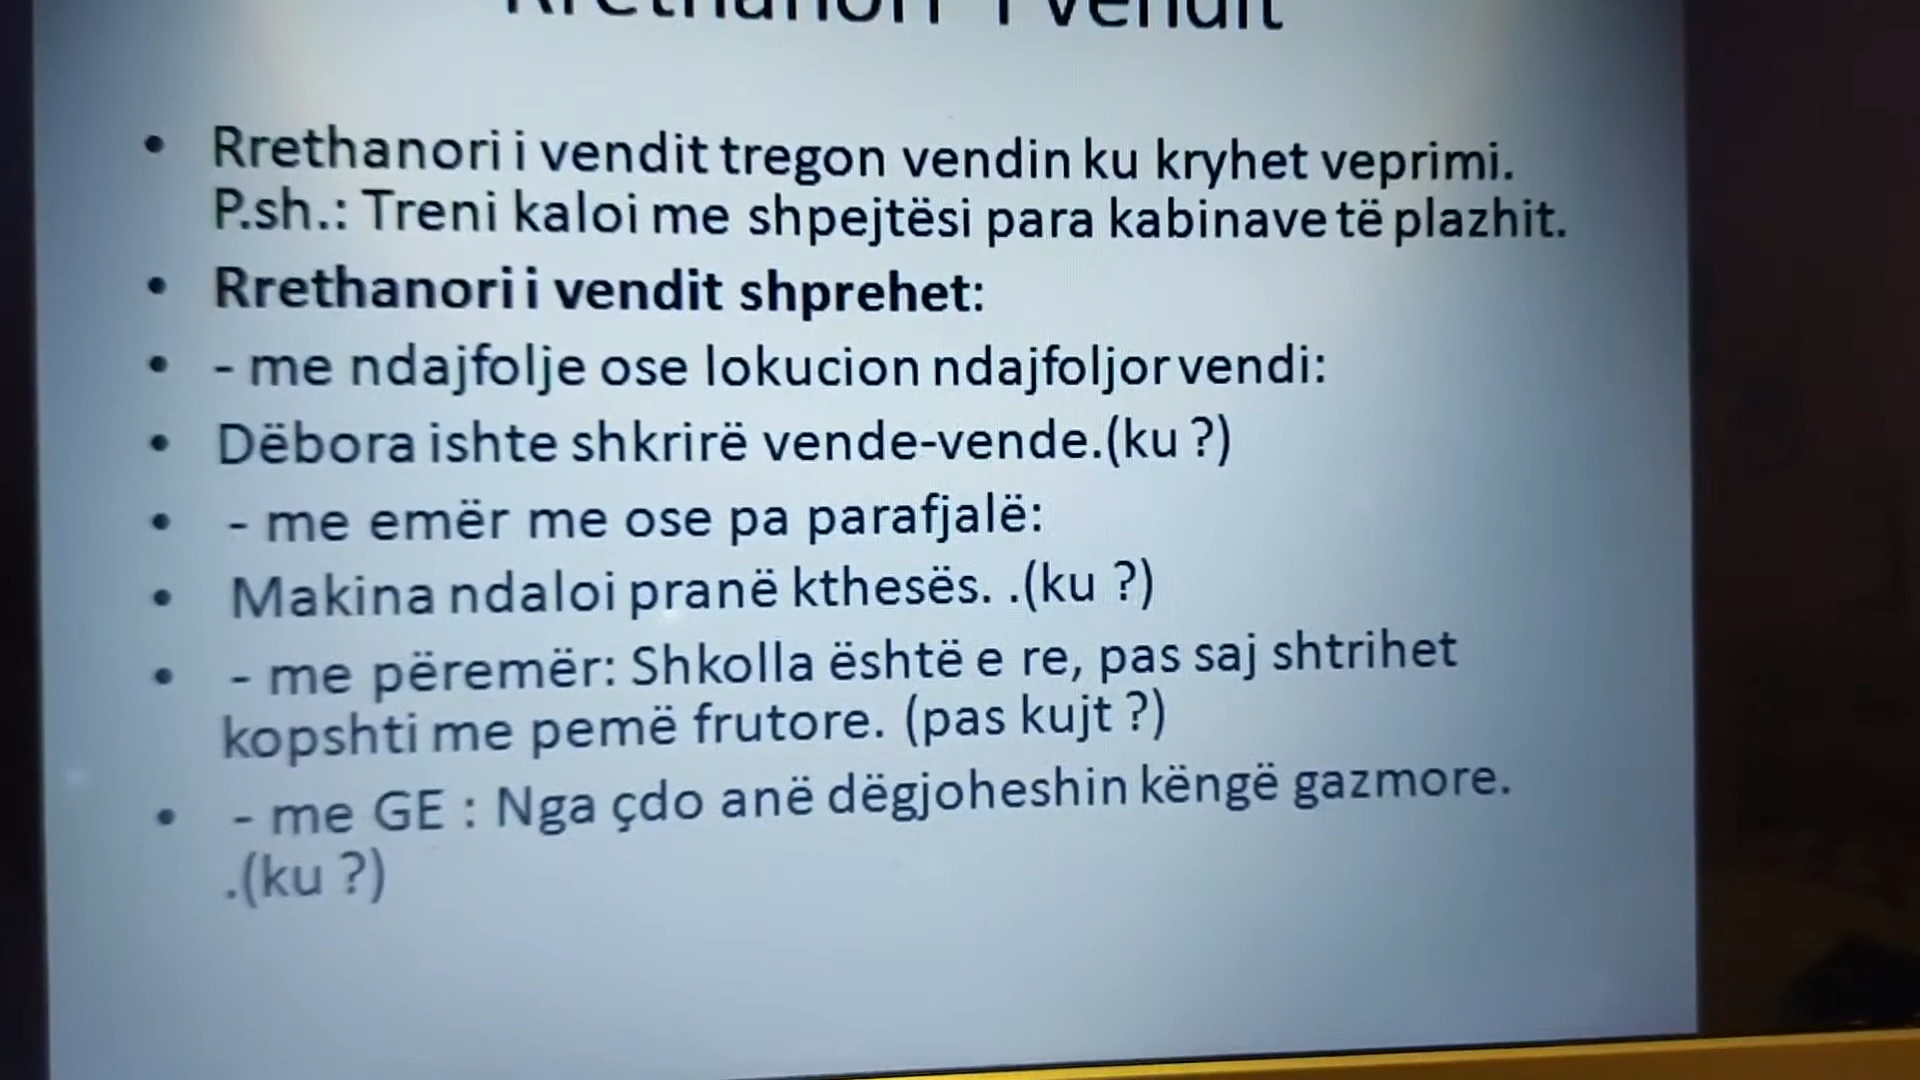 Rrethanori i vendit
• Rrethanori i vendit tregon vendin ku kryhet veprimi.
P.sh.: Treni kaloi me shpejtësi para kabinave të plazhit.
• Rrethanori i vendit shprehet:
• - me ndajfolje ose lokucion ndajfoljor vendi:
• Dëbora ishte shkrirë vende-vende.(ku ?)
• - me emër me ose pa parafjalë:
• Makina ndaloi pranë kthesës. .(ku ?)
• - me përemër: Shkolla është e re, pas saj shtrihet
kopshti me pemë frutore. (pas kujt ?)
• - me GE : Nga çdo anë dëgjoheshin këngë gazmore.
.(ku ?)